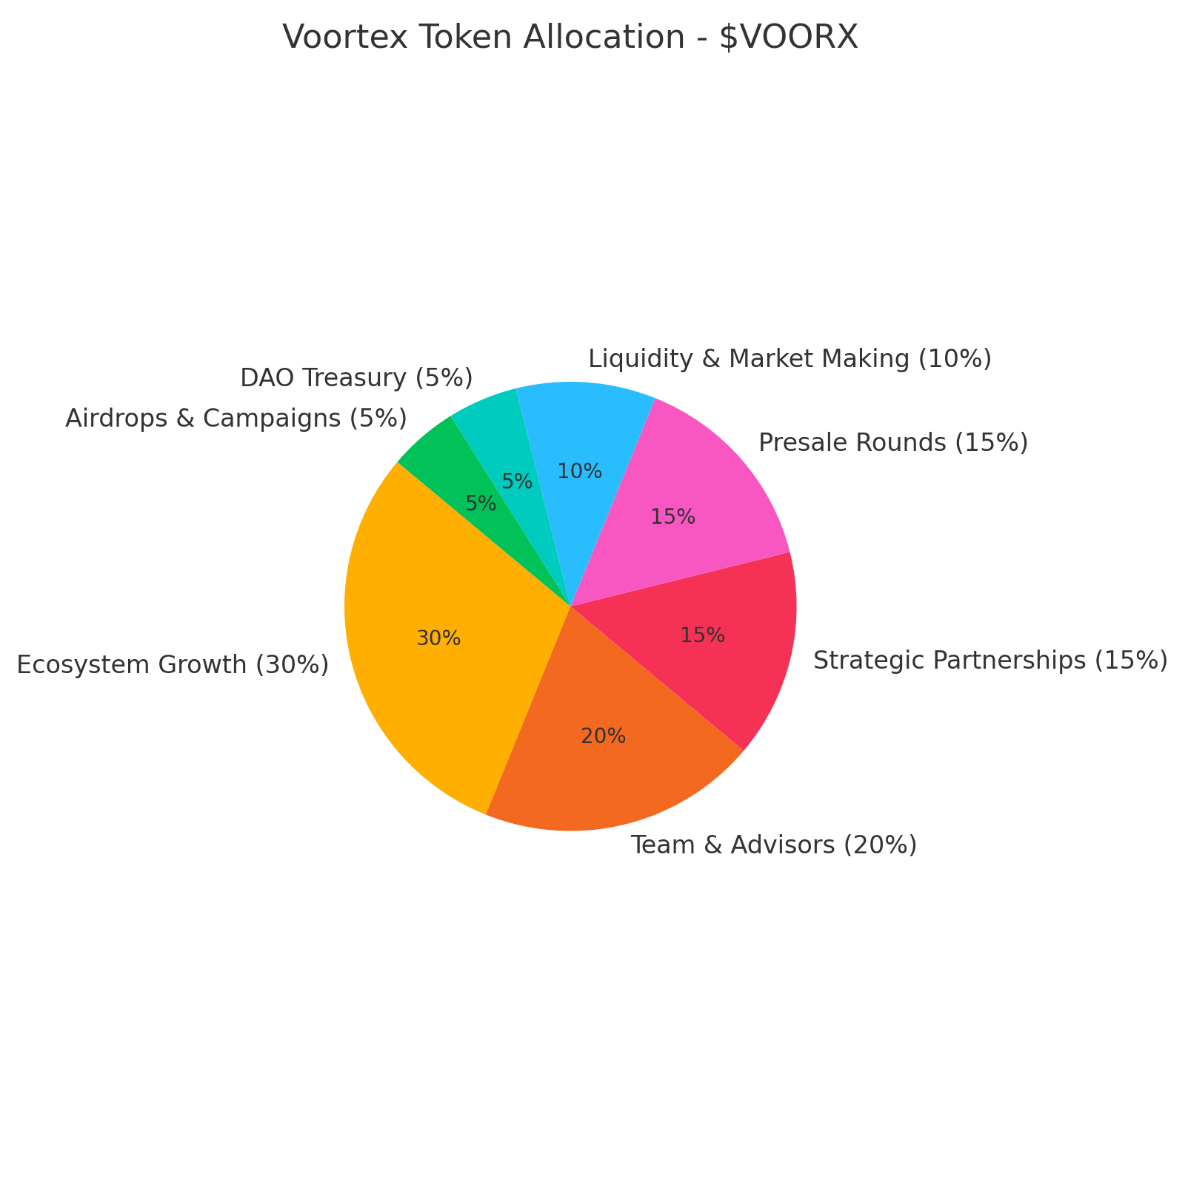 Voortex Token Allocation - $VOORX
Liquidity & Market Making (10%)
DAO Treasury (5%)
Airdrops & Campaigns (5%)
Presale Rounds (15%)
10%
5%
5%
15%
30%
15%
Ecosystem Growth (30%)
Strategic Partnerships (15%)
20%
Team & Advisors (20%)